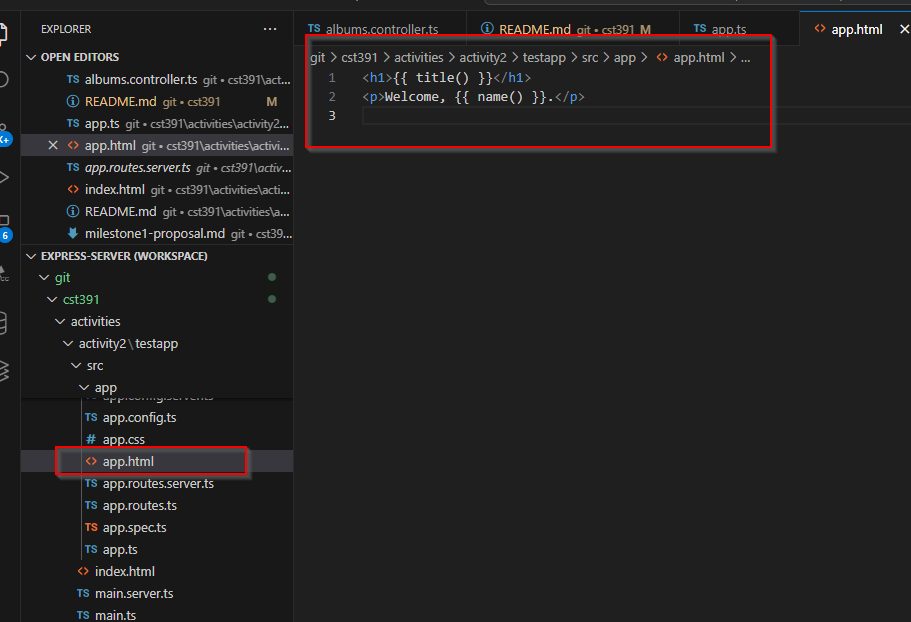 EXPLORER
...
OPEN EDITORS
TS albums.controller.ts git • cst391\act...
README.md git • cst391 M
TS app.ts git • cst391\activities\activity2...
<> app.html git • cst391\activities\activi...
TS app.routes.server.ts git • cst391\activ...
<> index.html git • cst391\activities\acti...
README.md git • cst391\activities\a...
milestone1-proposal.md git • cst39...
6
EXPRESS-SERVER (WORKSPACE)
git
cst391
activities
activity2\testapp
src
app
TS app.config.ts
# app.css
<> app.html
TS app.routes.server.ts
TS app.routes.ts
TS app.spec.ts
TS app.ts
<> index.html
TS main.server.ts
TS main.ts
TS albums.controller.ts
README.md git • cst391 M
TS app.ts
<> app.html
git > cst391 > activities > activity2 > testapp > src > app > <> app.html > ...
1 <h1>{{ title() }}</h1>
2 <p>Welcome, {{ name() }}.</p>
3